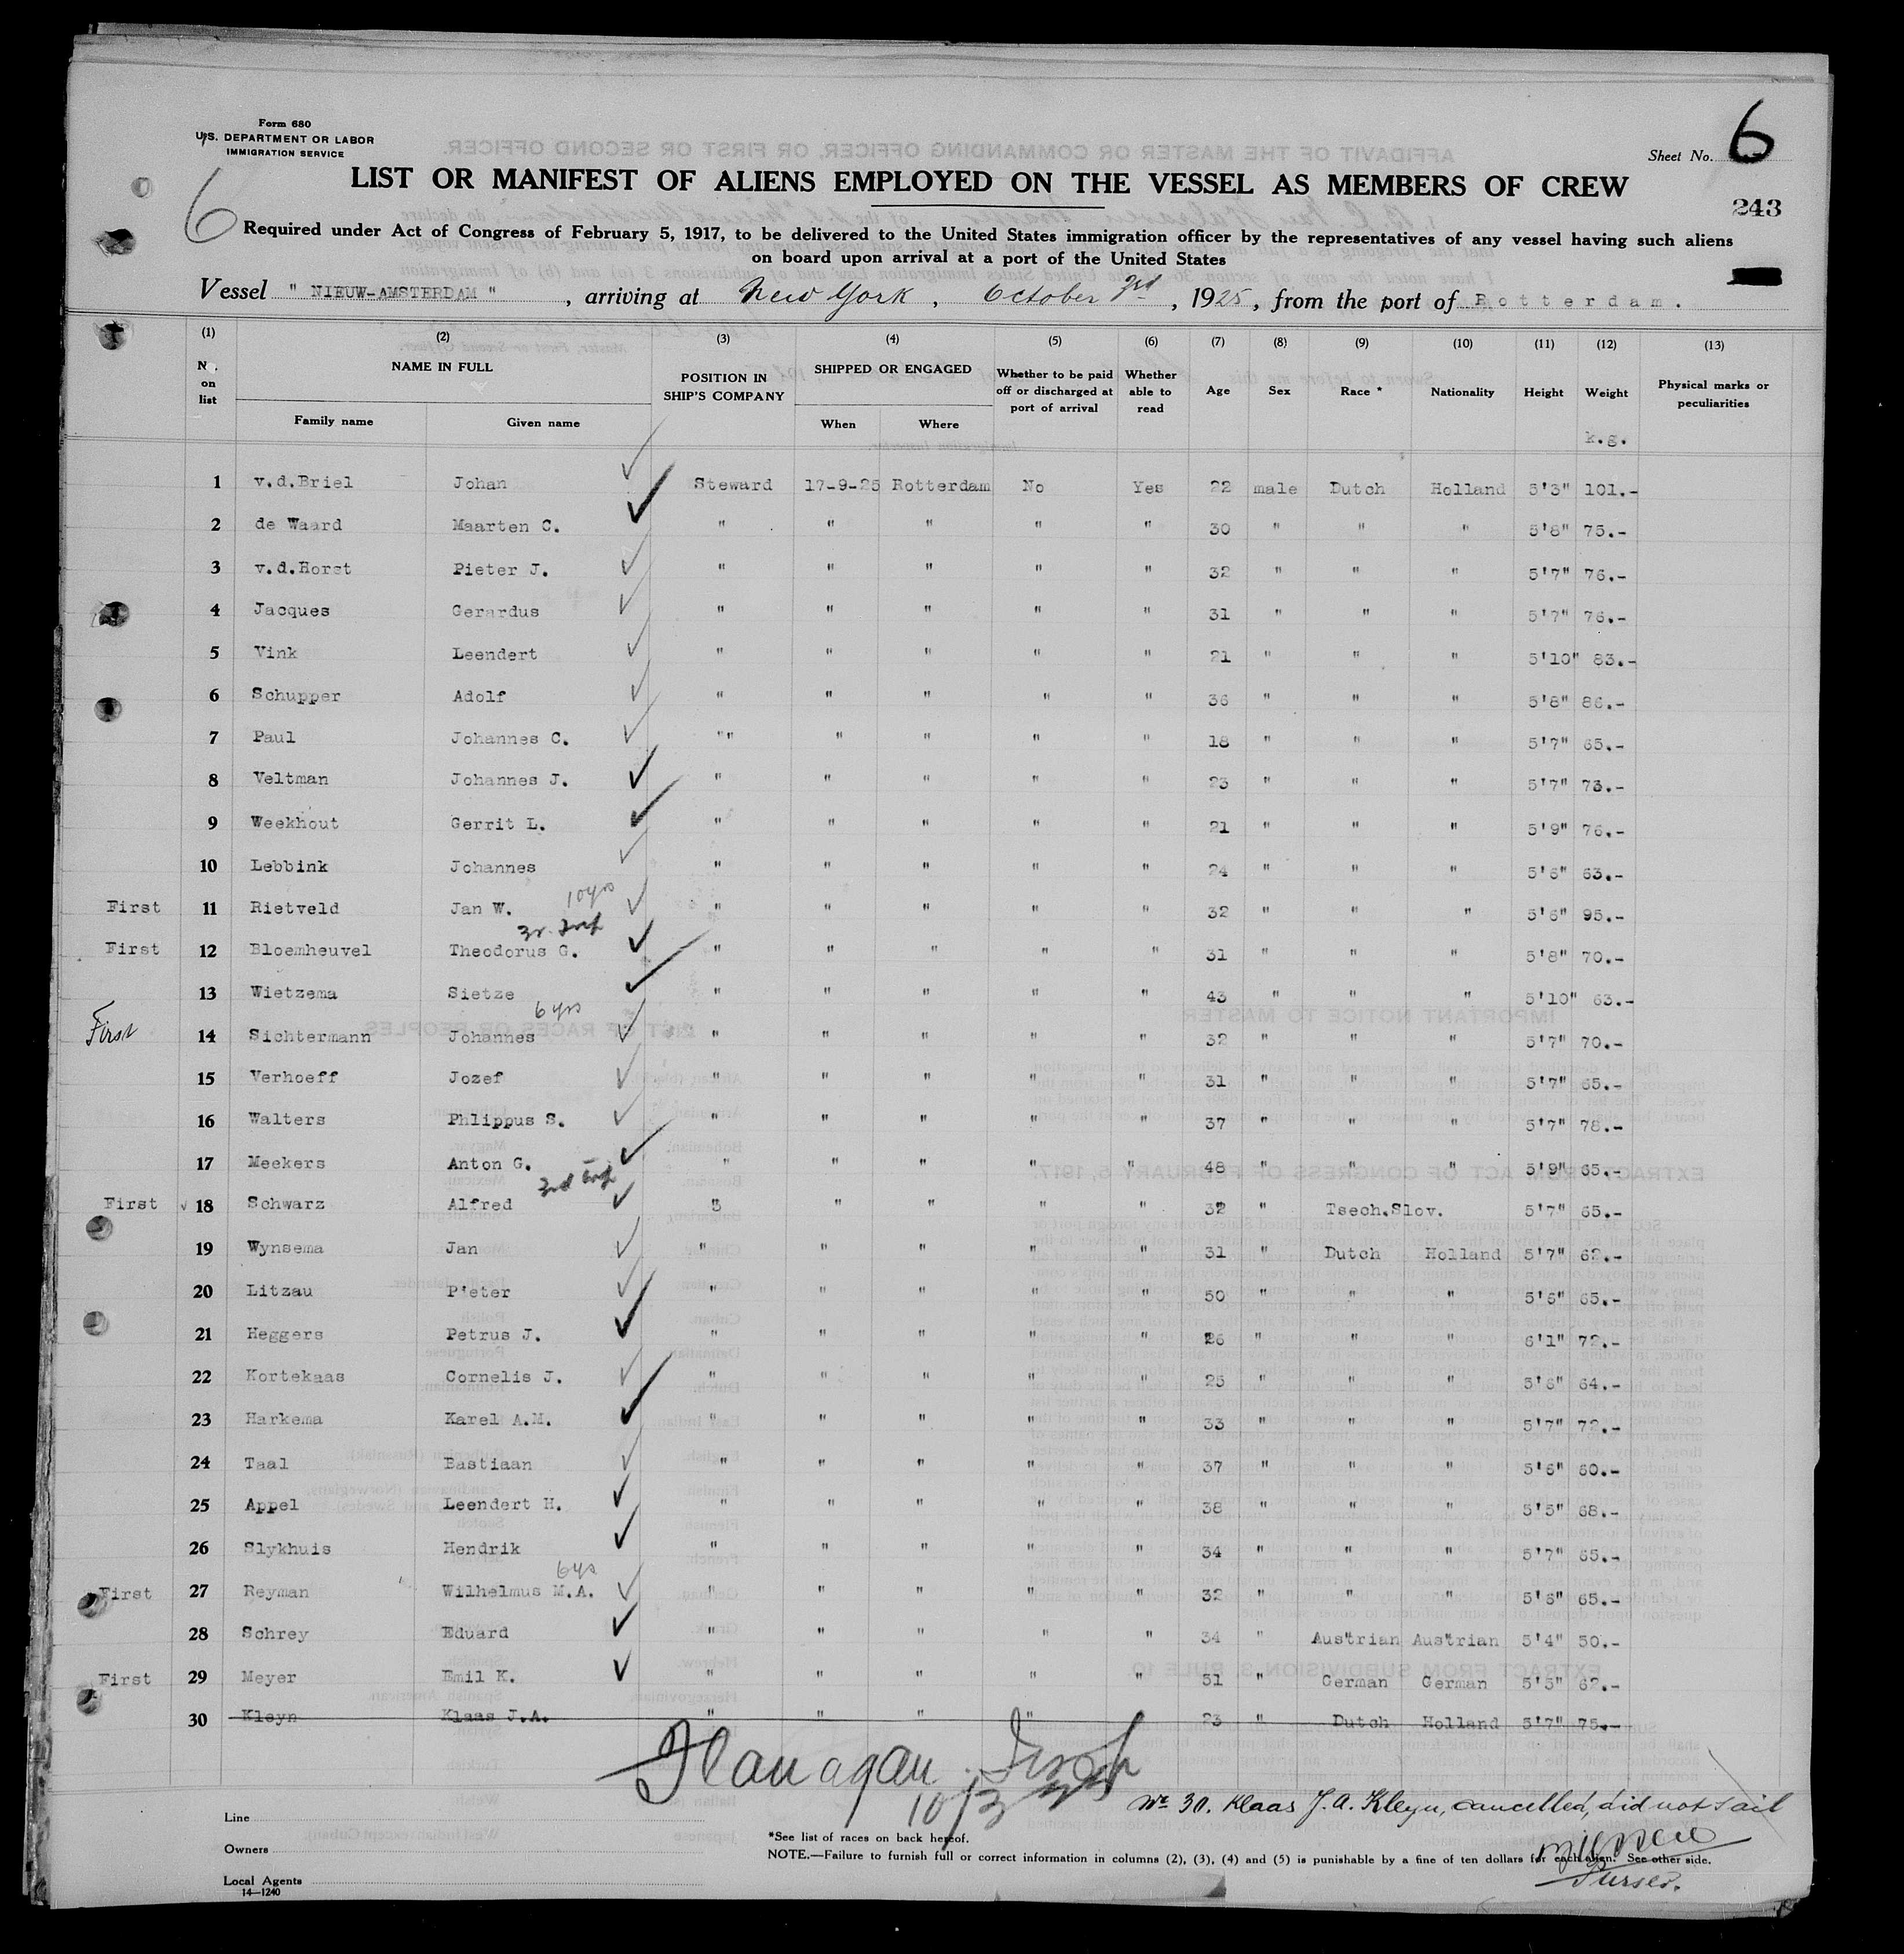 Form 680
U.S. DEPARTMENT OR LABOR
IMMIGRATION SERVICE
Sheet No. 6
6
LIST OR MANIFEST OF ALIENS EMPLOYED ON THE VESSEL AS MEMBERS OF CREW
243
Required under Act of Congress of February 5, 1917, to be delivered to the United States immigration officer by the representatives of any vessel having such aliens
on board upon arrival at a port of the United States
Vessel " NIEUW-AMSTERDAM ", arriving at New York, October 3rd, 1925, from the port of Rotterdam.
(1) (2) (3) (4) (5) (6) (7) (8) (9) (10) (11) (12) (13)
No. on list NAME IN FULL POSITION IN SHIP'S COMPANY SHIPPED OR ENGAGED Whether to be paid off or discharged at port of arrival Whether able to read Age Sex Race * Nationality Height Weight Physical marks or peculiarities
Family name Given name When Where k.g.
1 v.d.Briel Johan Steward 17-9-25 Rotterdam No Yes 22 male Dutch Holland 5'3" 101.-
2 de Waard Maarten C. " " " " " 30 " " " 5'8" 75.-
3 v.d.Horst Pieter J. " " " " " 32 " " " 5'7" 76.-
4 Jacques Gerardus " " " " " 31 " " " 5'7" 76.-
5 Vink Leendert " " " " " 21 " " " 5'10" 83.-
6 Schupper Adolf " " " " " 36 " " " 5'8" 86.-
7 Paul Johannes C. "" " " " " 18 " " " 5'7" 65.-
8 Veltman Johannes J. " " " " " 23 " " " 5'7" 73.-
9 Weekhout Gerrit L. " " " " " 21 " " " 5'9" 76.-
10 Lebbink Johannes " " " " " 24 " " " 5'6" 63.-
First 11 Rietveld Jan W. 10yrs " " " " " 32 " " " 5'6" 95.-
First 12 Bloemheuvel Theodorus G. " " " " " 31 " " " 5'8" 70.-
13 Wietzema Sietze " " " " " 43 " " " 5'10" 63.-
First 14 Sichtermann Johannes 6 yrs " " " " " 32 " " " 5'7" 70.-
15 Verhoeff Jozef " " " " " 31 " " " 5'7" 65.-
16 Walters Phlippus S. " " " " " 37 " " " 5'7" 78.-
17 Meekers Anton G. " " " " " 48 " " " 5'9" 65.-
First 18 Schwarz Alfred 3rd " " " " 32 " Tsech.Slov. 5'7" 65.-
19 Wynsema Jan " " " " " 31 " Dutch Holland 5'7" 62.-
20 Litzau Pieter " " " " " 50 " " " 5'6" 65.-
21 Heggers Petrus J. " " " " " 26 " " " 6'1" 72.-
22 Kortekaas Cornelis J. " " " " " 25 " " " 5'6" 64.-
23 Harkema Karel A.M. " " " " " 33 " " " 5'7" 72.-
24 Taal Bastiaan " " " " " 37 " " " 5'6" 60.-
25 Appel Leendert H. " " " " " 38 " " " 5'5" 68.-
26 Slykhuis Hendrik " " " " " 34 " " " 5'7" 65.-
First 27 Reyman Wilhelmus M.A. " " " " " 32 " " " 5'6" 65.-
28 Schrey Eduard " " " " " 34 " Austrian Austrian 5'4" 50.-
First 29 Meyer Emil K. " " " " " 51 " German German 5'5" 62.-
30 Kleyn Klaas J.A. " " " " 23 " Dutch Holland 5'7" 75.-
Flanagan Insp
10/3
No 30. Klaas J.A. Kleyn, cancelled, did not sail
Purser.
Line
Owners
Local Agents
14—1240
*See list of races on back hereof.
NOTE.—Failure to furnish full or correct information in columns (2), (3), (4) and (5) is punishable by a fine of ten dollars for each alien. See other side.